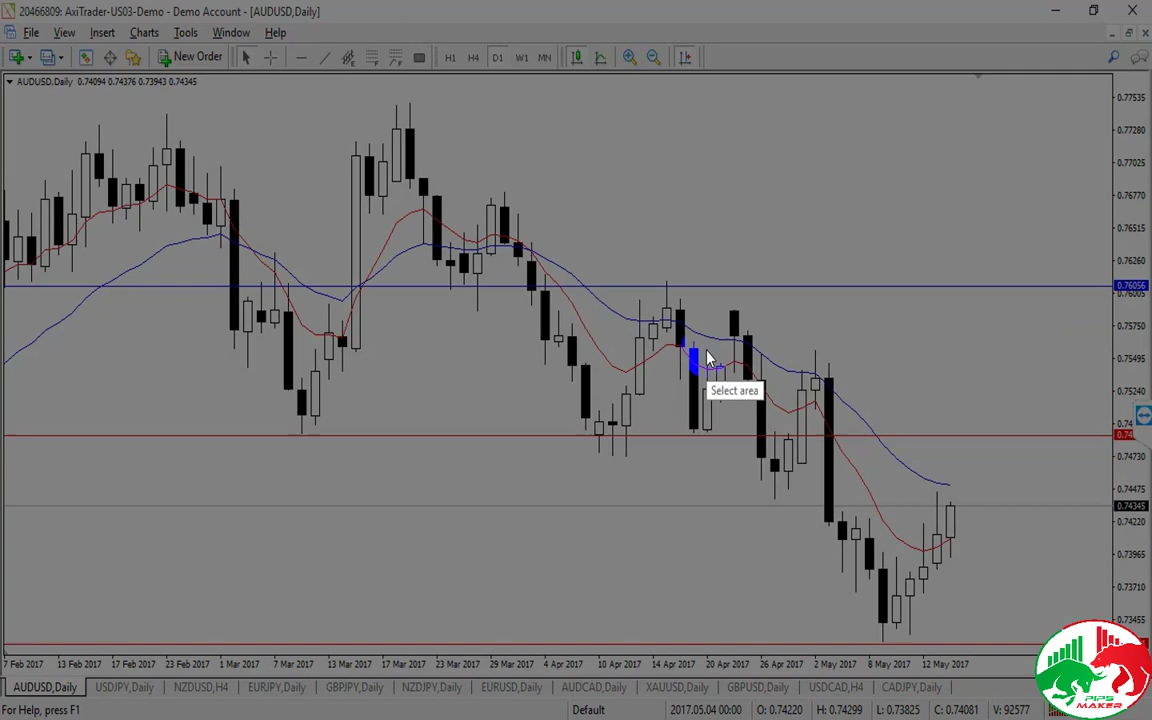 20466809: AxiTrader-US03-Demo - Demo Account - [AUDUSD,Daily]
File View Insert Charts Tools Window Help
New Order H1 H4 D1 W1 MN
AUDUSD,Daily 0.74094 0.74376 0.73943 0.74345
0.77535
0.77280
0.77025
0.76770
0.76515
0.76260
0.76056
0.76005
0.75750
0.75495
Select area
0.75240
0.74730
0.74475
0.74345
0.74220
0.73965
0.73710
0.73455
7 Feb 2017 13 Feb 2017 17 Feb 2017 23 Feb 2017 1 Mar 2017 7 Mar 2017 13 Mar 2017 17 Mar 2017 23 Mar 2017 29 Mar 2017 4 Apr 2017 10 Apr 2017 14 Apr 2017 20 Apr 2017 26 Apr 2017 2 May 2017 8 May 2017 12 May 2017
AUDUSD,Daily USDJPY,Daily NZDUSD,H4 EURJPY,Daily GBPJPY,Daily NZDJPY,Daily EURUSD,Daily AUDCAD,Daily XAUUSD,Daily GBPUSD,Daily USDCAD,H4 CADJPY,Daily
PIPS
MAKER
For Help, press F1 Default 2017.05.04 00:00 O: 0.74220 H: 0.74299 L: 0.73825 C: 0.74081 V: 92577